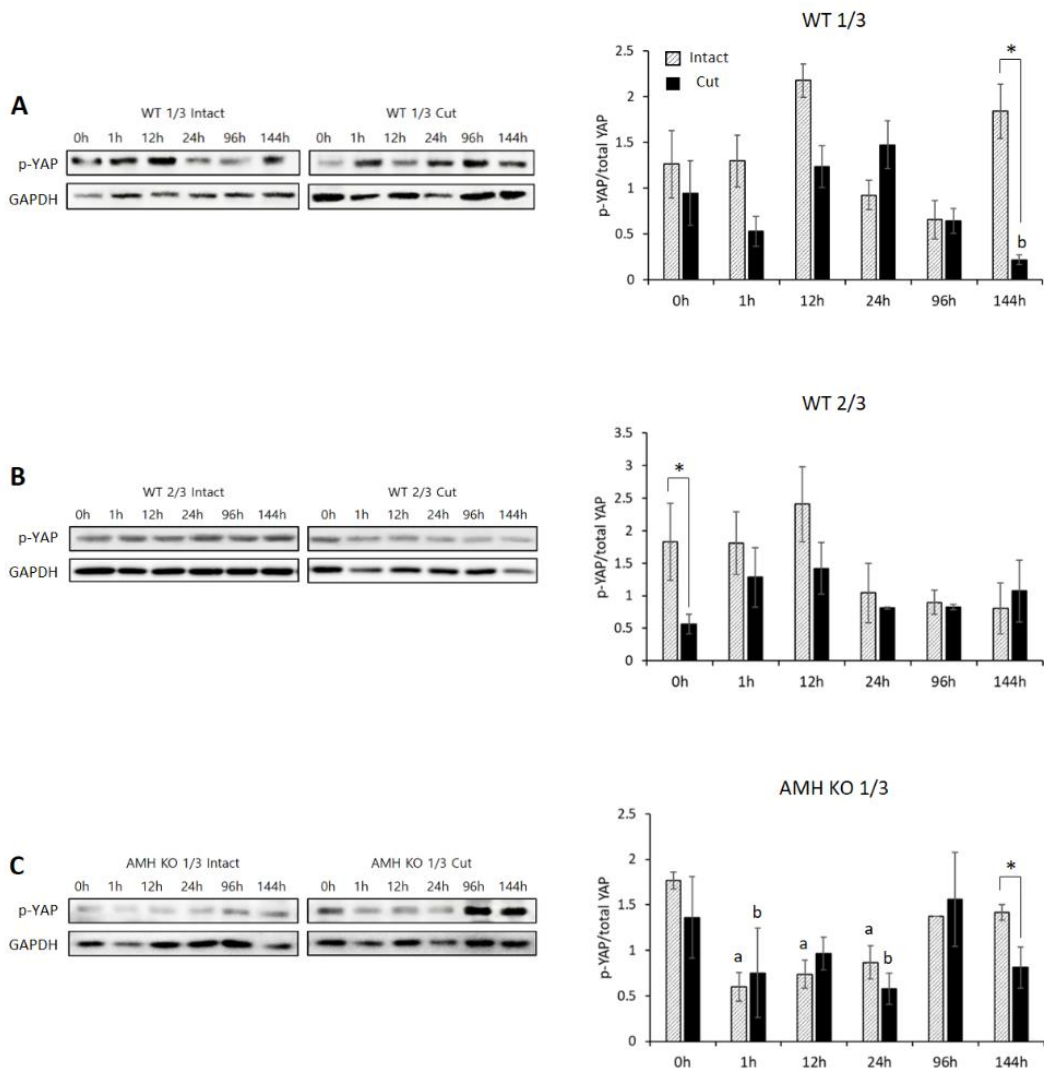 A
WT 1/3 Intact
0h 1h 12h 24h 96h 144h
p-YAP
GAPDH
WT 1/3 Cut
0h 1h 12h 24h 96h 144h
WT 1/3
p-YAP/total YAP
2.5
2
1.5
1
0.5
0
Intact
Cut
*
b
0h 1h 12h 24h 96h 144h
B
WT 2/3 Intact
0h 1h 12h 24h 96h 144h
p-YAP
GAPDH
WT 2/3 Cut
0h 1h 12h 24h 96h 144h
WT 2/3
p-YAP/total YAP
3.5
3
2.5
2
1.5
1
0.5
0
*
0h 1h 12h 24h 96h 144h
C
AMH KO 1/3 Intact
0h 1h 12h 24h 96h 144h
p-YAP
GAPDH
AMH KO 1/3 Cut
0h 1h 12h 24h 96h 144h
AMH KO 1/3
p-YAP/total YAP
2.5
2
1.5
1
0.5
0
*
a b a a b
0h 1h 12h 24h 96h 144h